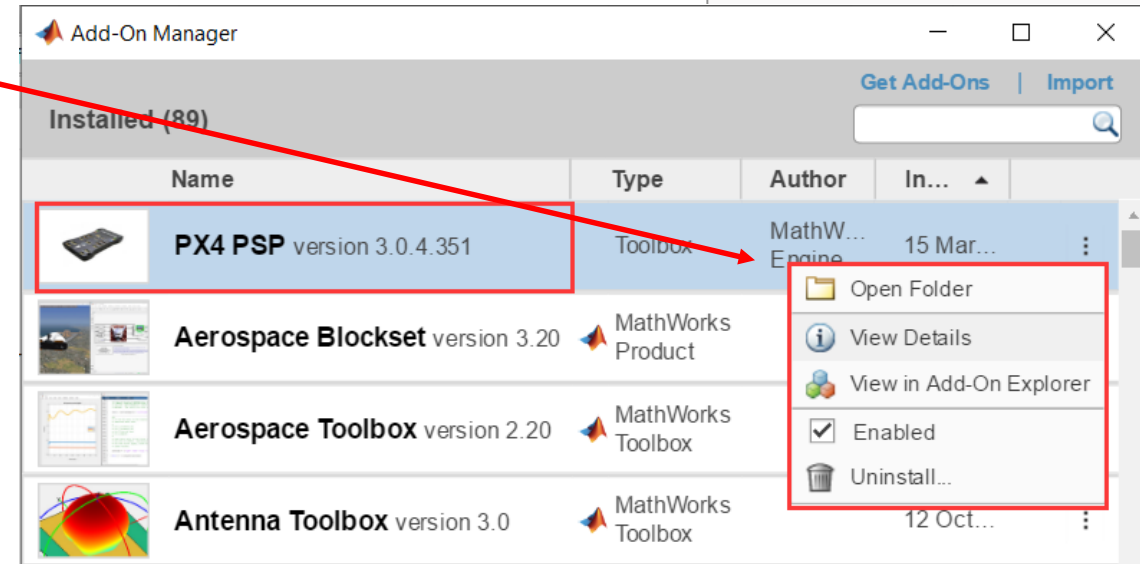 Add-On Manager
Get Add-Ons | Import
Installed (89)
Name Type Author In...
PX4 PSP version 3.0.4.351 Toolbox MathW... 15 Mar...
Engine
Open Folder
Aerospace Blockset version 3.20 MathWorks
Product
View Details
View in Add-On Explorer
Aerospace Toolbox version 2.20 MathWorks
Toolbox
Enabled
Uninstall...
Antenna Toolbox version 3.0 MathWorks
Toolbox
12 Oct...